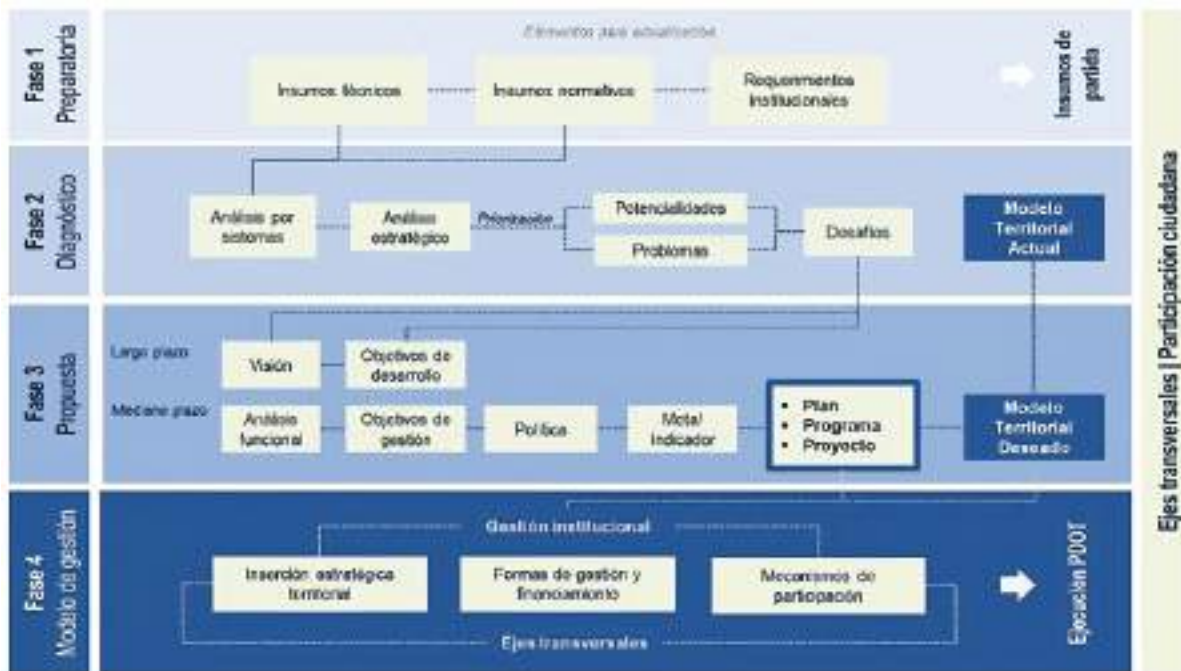 Fase 1
Preparatoria
Elementos para actualización
Insumos técnicos
Insumos normativos
Requerimientos
Institucionales
Insumos de
partida
Fase 2
Diagnóstico
Análisis por
sistemas
Análisis
estratégico
Priorización
Potencialidades
Problemas
Desafíos
Modelo
Territorial
Actual
Fase 3
Propuesta
Largo plazo
Visión
Objetivos de
desarrollo
Mediano plazo
Análisis
funcional
Objetivos de
gestión
Política
Meta/
Indicador
• Plan
• Programa
• Proyecto
Modelo
Territorial
Deseado
Fase 4
Modelo de gestión
Gestión institucional
Inserción estratégica
territorial
Formas de gestión y
financiamiento
Mecanismos de
participación
Ejes transversales
Ejecución PDOT
Ejes transversales | Participación ciudadana